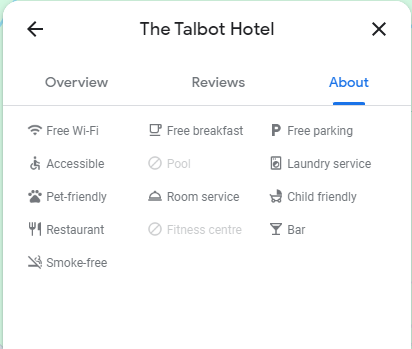 The Talbot Hotel
Overview Reviews About
Free Wi-Fi Free breakfast Free parking
Accessible Pool Laundry service
Pet-friendly Room service Child friendly
Restaurant Fitness centre Bar
Smoke-free